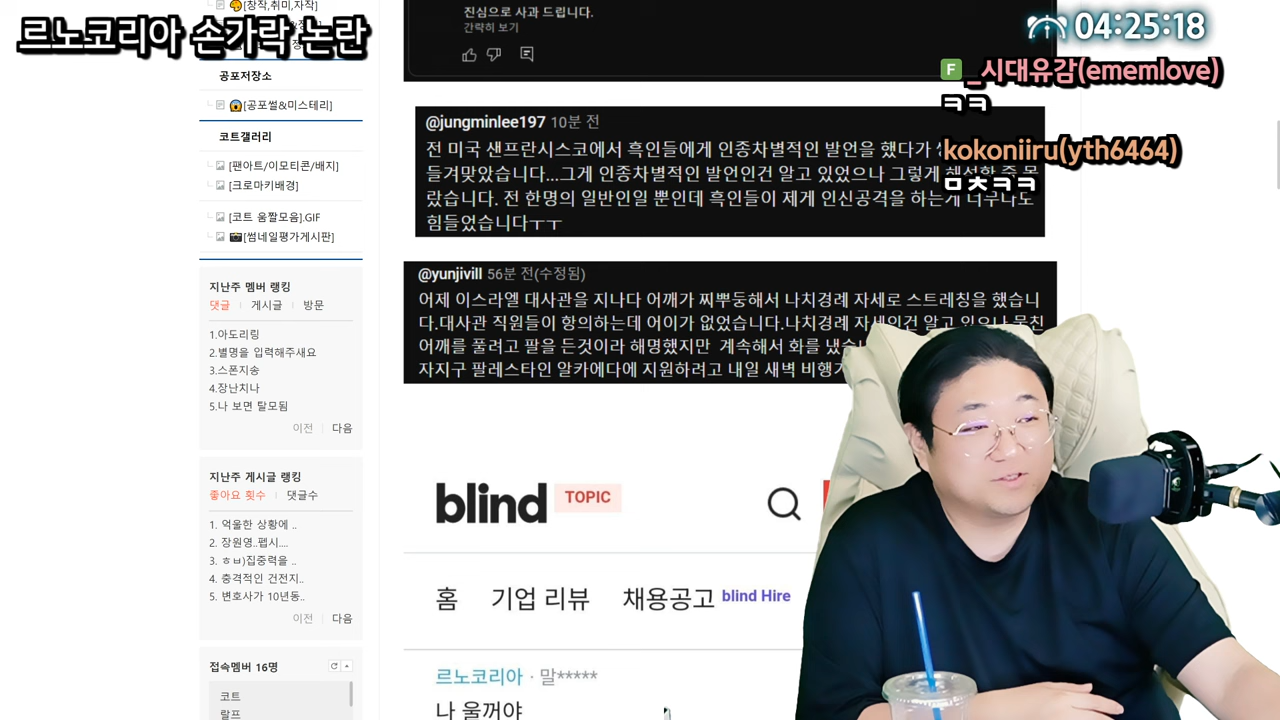 르노코리아 손가락 논란
[창작,취미,자작]
공포저장소
[공포썰&미스테리]
코트갤러리
[팬아트/이모티콘/배지]
[크로마키배경]
[코트 움짤모음].GIF
[썸네일평가게시판]
지난주 멤버 랭킹
댓글 게시글 방문
1.아도리링
2.별명을 입력해주세요
3.스폰지송
4.장난치나
5.나 보면 탈모됨
이전 다음
지난주 게시글 랭킹
좋아요 횟수 댓글수
1. 억울한 상황에 ..
2. 장원영..펩시....
3. ㅎㅂ)집중력을 ..
4. 충격적인 건전지..
5. 변호사가 10년동..
이전 다음
접속멤버 16명
코트
랄프
진심으로 사과 드립니다.
간략히 보기
@jungminlee197 10분 전
전 미국 샌프란시스코에서 흑인들에게 인종차별적인 발언을 했다가
들겨맞았습니다...그게 인종차별적인 발언인건 알고 있었으나 그렇게 해석할 줄 몰
랐습니다. 전 한명의 일반인일 뿐인데 흑인들이 제게 인신공격을 하는게 너무나도
힘들었습니다ㅜㅜ
@yunjivill 56분 전(수정됨)
어제 이스라엘 대사관을 지나다 어깨가 찌뿌둥해서 나치경례 자세로 스트레칭을 했습니
다.대사관 직원들이 항의하는데 어이가 없었습니다.나치경례 자세인건 알고 있으나 뭉친
어깨를 풀려고 팔을 든것이라 해명했지만 계속해서 화를 냈습
자지구 팔레스타인 알카에다에 지원하려고 내일 새벽 비행기
blind TOPIC
홈 기업 리뷰 채용공고 blind Hire
르노코리아 · 말*****
나 울꺼야
04:25:18
F _시대유감(ememlove)
ㅋㅋ
kokoniiru(yth6464)
ㅁㅊㅋㅋ